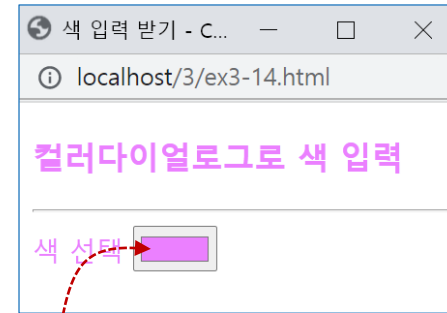 색 입력 받기 - C...
localhost/3/ex3-14.html
컬러다이얼로그로 색 입력
색 선택